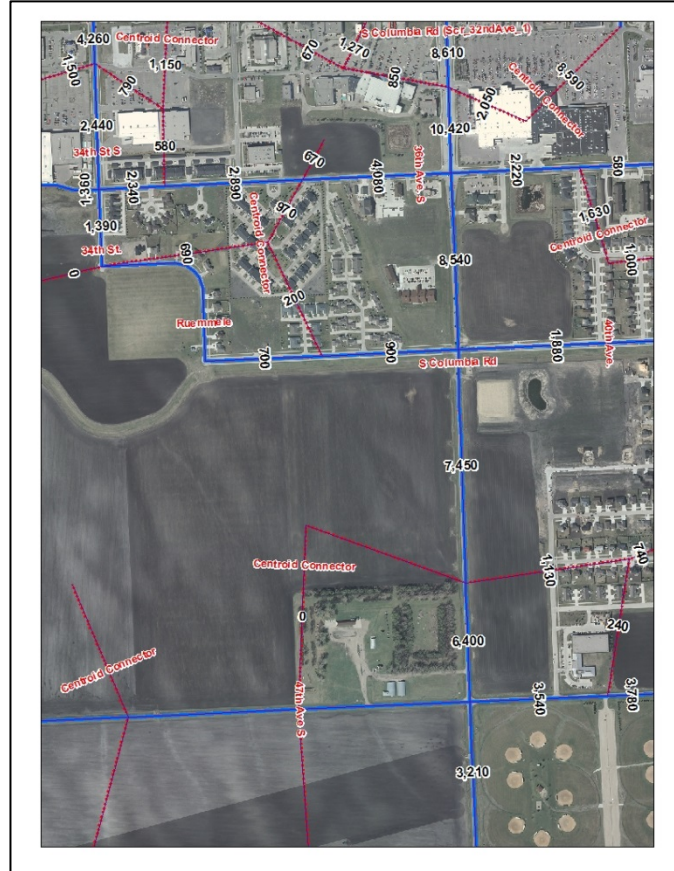 4,260
Centroid Connector
670
1,270
S Columbia Rd (Scr_32ndAve_1)
8,610
1,500
1,150
790
850
8,590
Centroid Connector
2,050
2,440
10,420
34th St S
580
670
36th Ave. S
1,360
2,340
2,890
4,080
2,220
580
Centroid Connector
970
1,630
1,390
Centroid Connector
34th St.
690
8,540
1,000
0
200
Ruemmele
700
900
S Columbia Rd
1,880
40th Ave.
7,450
Centroid Connector
1,130
740
0
240
6,400
Centroid Connector
47th Ave S
3,540
3,780
3,210